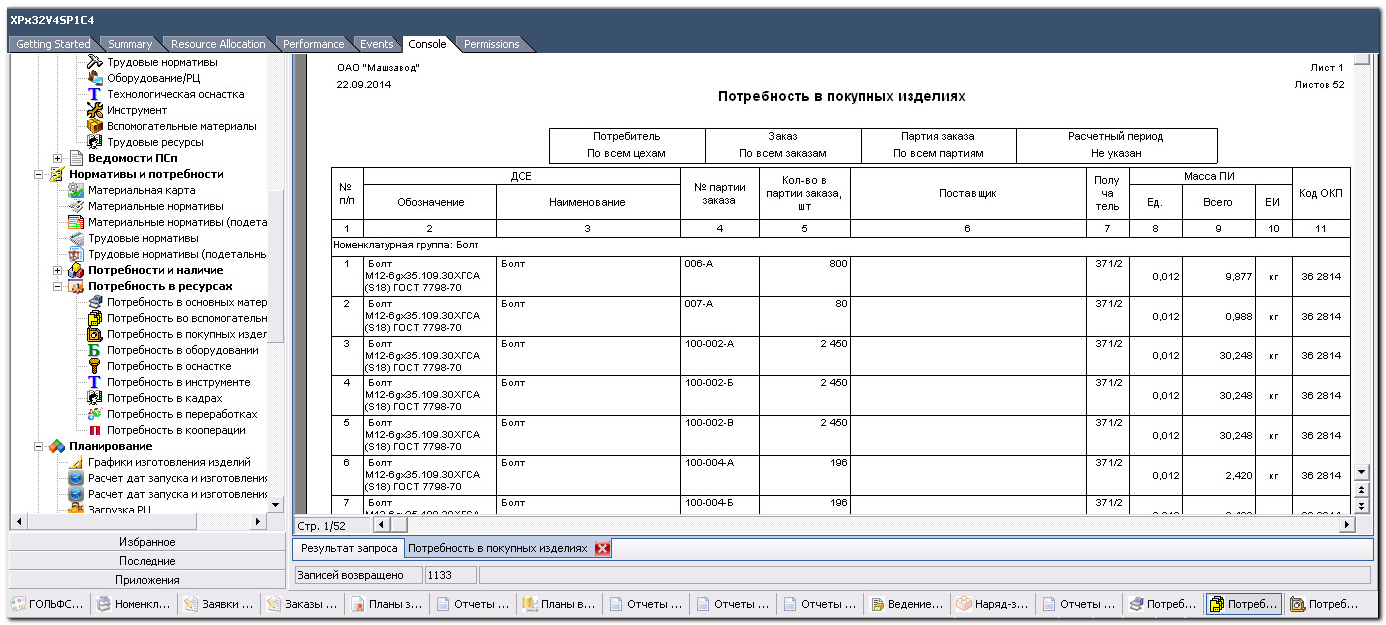 XPx32V4SP1C4
Getting Started Summary Resource Allocation Performance Events Console Permissions
Трудовые нормативы
Оборудование/РЦ
Технологическая оснастка
Инструмент
Вспомогательные материалы
Трудовые ресурсы
Ведомости ПСп
Нормативы и потребности
Материальная карта
Материальные нормативы
Материальные нормативы (подета
Трудовые нормативы
Трудовые нормативы (подетальнь
Потребности и наличие
Потребность в ресурсах
Потребность в основных матер
Потребность во вспомогательн
Потребность в покупных издел
Потребность в оборудовании
Потребность в оснастке
Потребность в инструменте
Потребность в кадрах
Потребность в переработках
Потребность в кооперации
Планирование
Графики изготовления изделий
Расчет дат запуска и изготовления
Расчет дат запуска и изготовления
Загрузка РЦ
Избранное
Последние
Приложения
ОАО "Машзавод" Лист 1
22.09.2014 Листов 52
Потребность в покупных изделиях
Потребитель Заказ Партия заказа Расчетный период
По всем цехам По всем заказам По всем партиям Не указан
№ п/п ДСЕ Обозначение Наименование № партии заказа Кол-во в партии заказа, шт Поставщик Полу ча тель Масса ПИ Ед. Всего ЕИ Код ОКП
1 2 3 4 5 6 7 8 9 10 11
Номенклатурная группа: Болт
1 Болт Болт 006-А 800 371/2
М12-6gх35.109.30ХГСА 0,012 9,877 кг 36 2814
(S18) ГОСТ 7798-70
2 Болт Болт 007-А 80 371/2
М12-6gх35.109.30ХГСА 0,012 0,988 кг 36 2814
(S18) ГОСТ 7798-70
3 Болт Болт 100-002-А 2 450 371/2
М12-6gх35.109.30ХГСА 0,012 30,248 кг 36 2814
(S18) ГОСТ 7798-70
4 Болт Болт 100-002-Б 2 450 371/2
М12-6gх35.109.30ХГСА 0,012 30,248 кг 36 2814
(S18) ГОСТ 7798-70
5 Болт Болт 100-002-В 2 450 371/2
М12-6gх35.109.30ХГСА 0,012 30,248 кг 36 2814
(S18) ГОСТ 7798-70
6 Болт Болт 100-004-А 196 371/2
М12-6gх35.109.30ХГСА 0,012 2,420 кг 36 2814
(S18) ГОСТ 7798-70
7 Болт Болт 100-004-Б 196 371/2
Стр. 1/52
Результат запроса Потребность в покупных изделиях
Записей возвращено 1133
ГОЛЬФС... Номенкл... Заявки ... Заказы ... Планы з... Отчеты ... Планы в... Отчеты ... Отчеты ... Отчеты ... Ведение... Наряд-з... Отчеты ... Потреб... Потреб... Потреб...